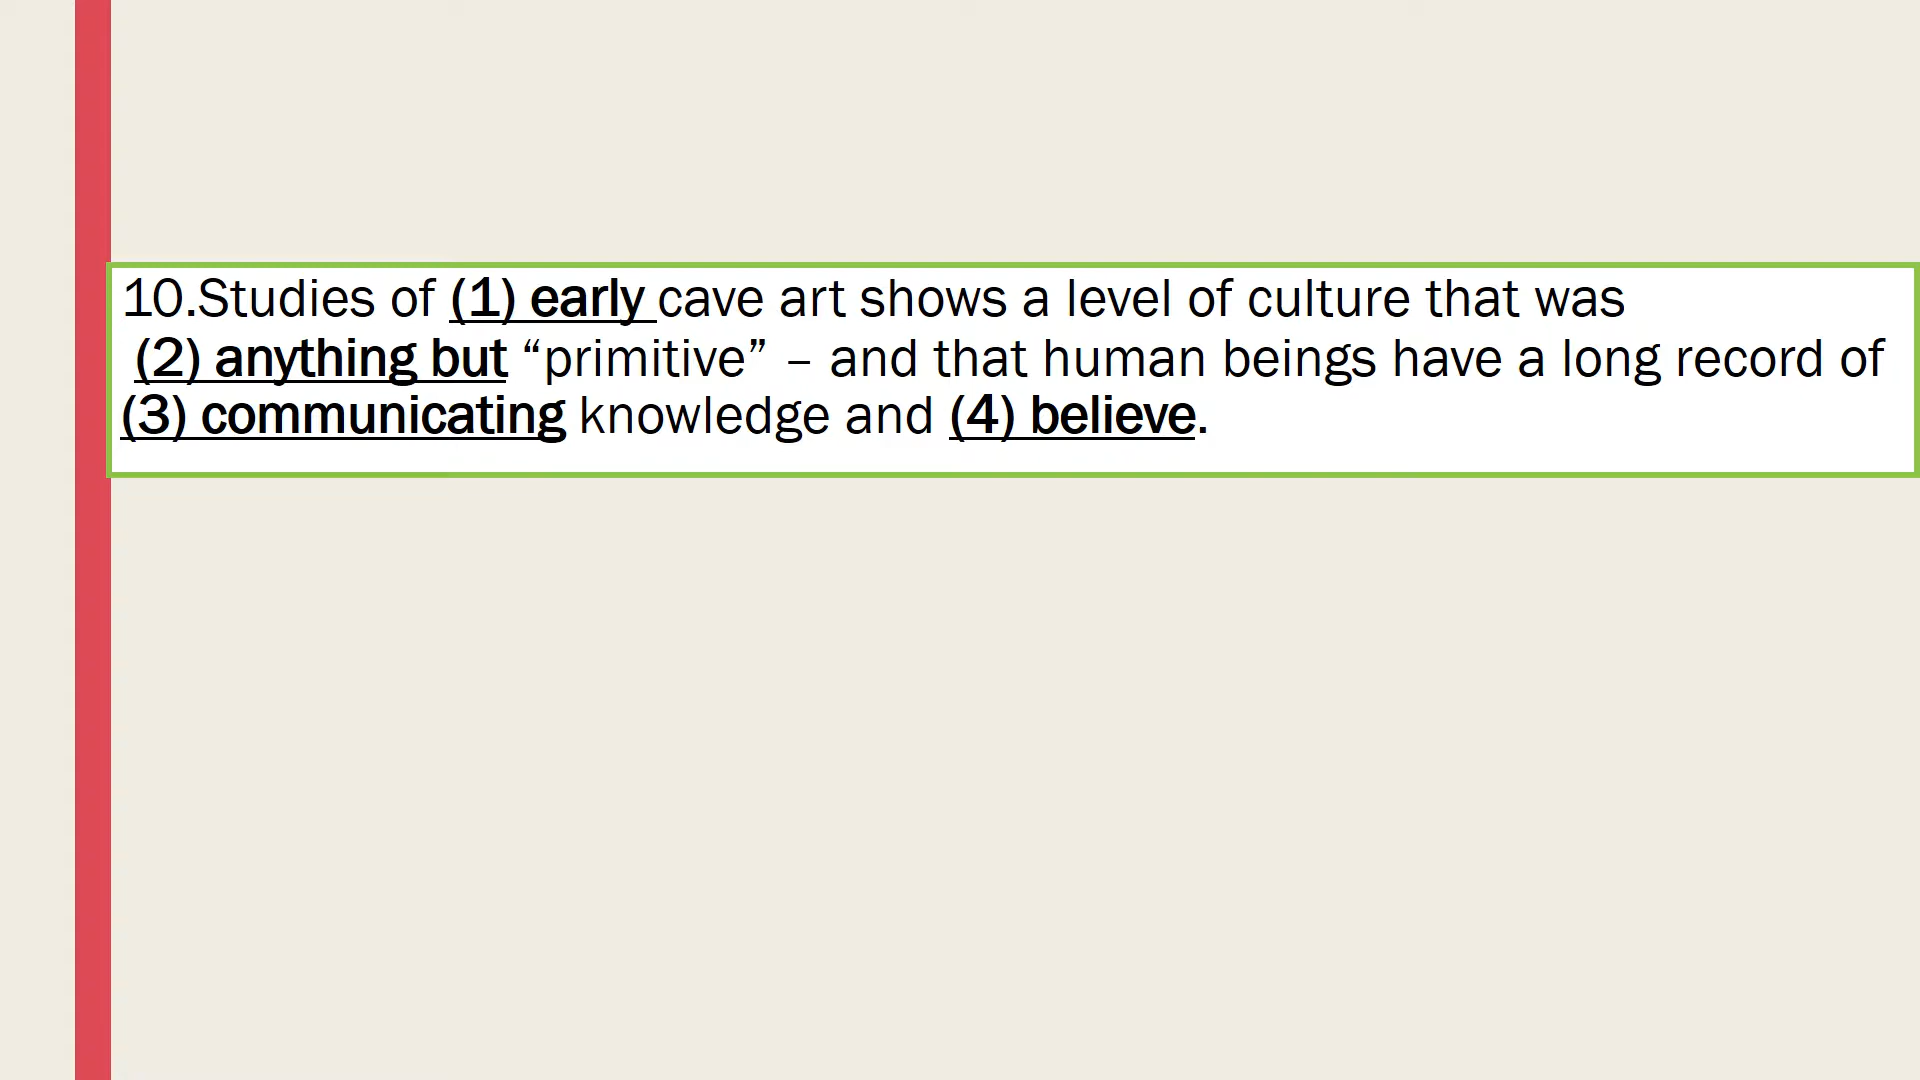 10.Studies of (1) early cave art shows a level of culture that was
(2) anything but “primitive” – and that human beings have a long record of
(3) communicating knowledge and (4) believe.